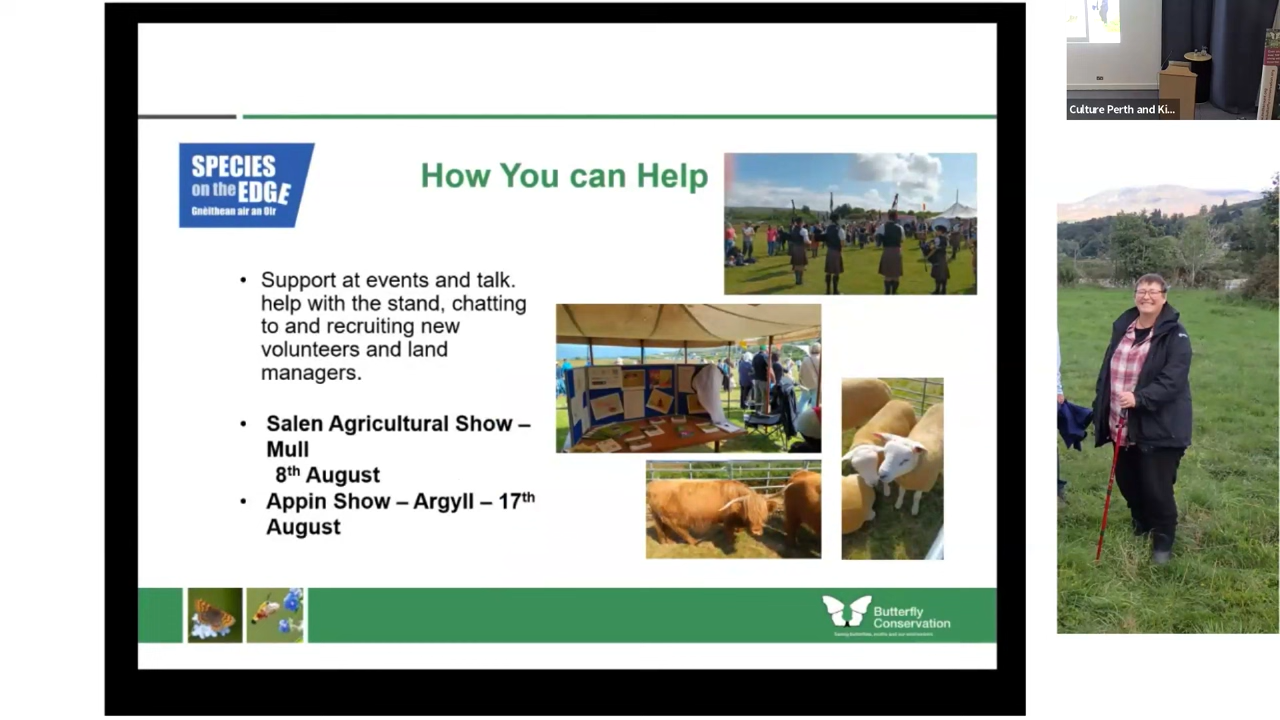 Culture Perth and Ki...
SPECIES
on the EDGE
Gnèithean air an Oir
How You can Help
• Support at events and talk.
help with the stand, chatting
to and recruiting new
volunteers and land
managers.
• Salen Agricultural Show –
Mull
8th August
• Appin Show – Argyll – 17th
August
Butterfly
Conservation